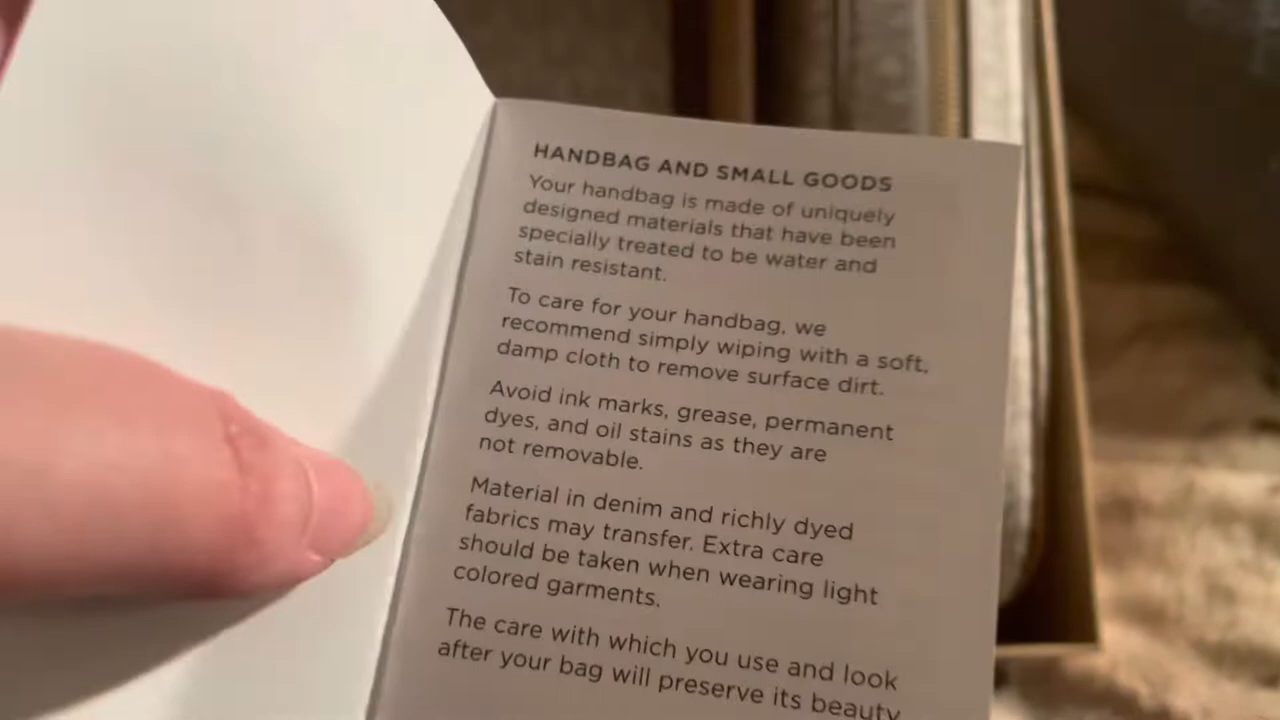 HANDBAG AND SMALL GOODS
Your handbag is made of uniquely
designed materials that have been
specially treated to be water and
stain resistant.
To care for your handbag, we
recommend simply wiping with a soft,
damp cloth to remove surface dirt.
Avoid ink marks, grease, permanent
dyes, and oil stains as they are
not removable.
Material in denim and richly dyed
fabrics may transfer. Extra care
should be taken when wearing light
colored garments.
The care with which you use and look
after your bag will preserve its beauty